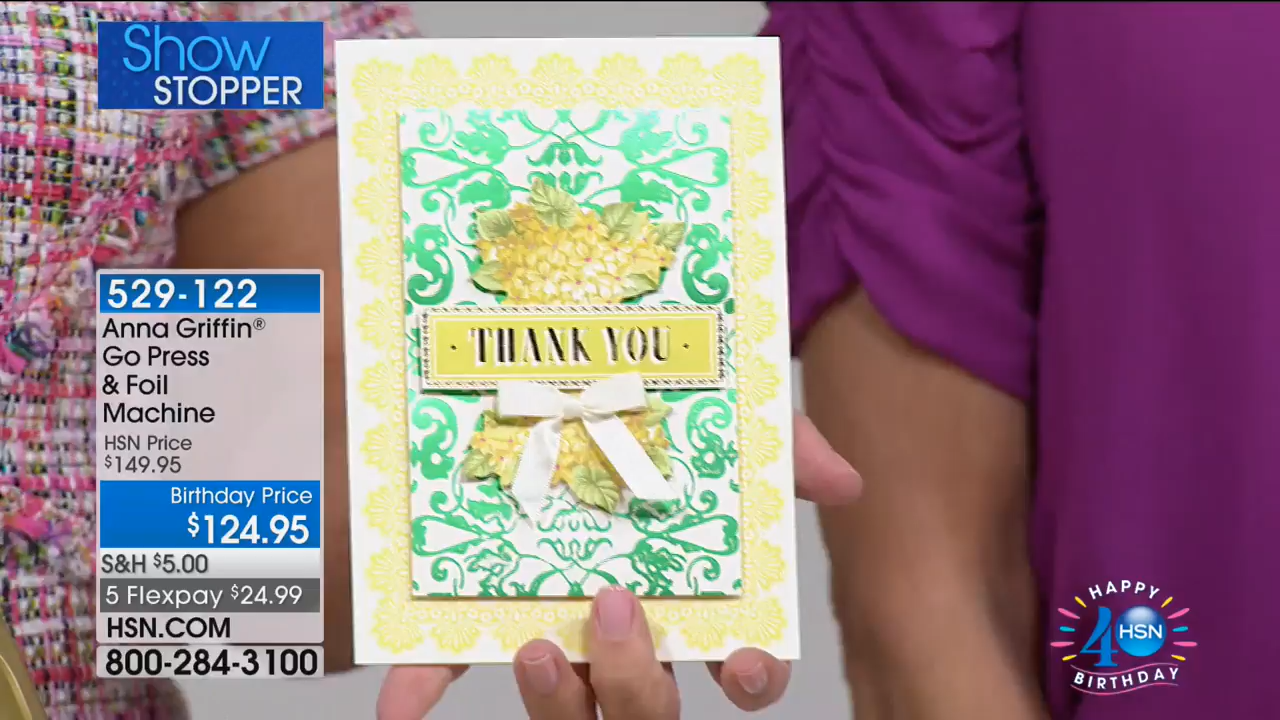 Show
STOPPER
529-122
Anna Griffin®
Go Press
& Foil
Machine
HSN Price
$149.95
Birthday Price
$124.95
S&H $5.00
5 Flexpay $24.99
HSN.COM
800-284-3100
· THANK YOU ·
HAPPY
40 HSN
BIRTHDAY